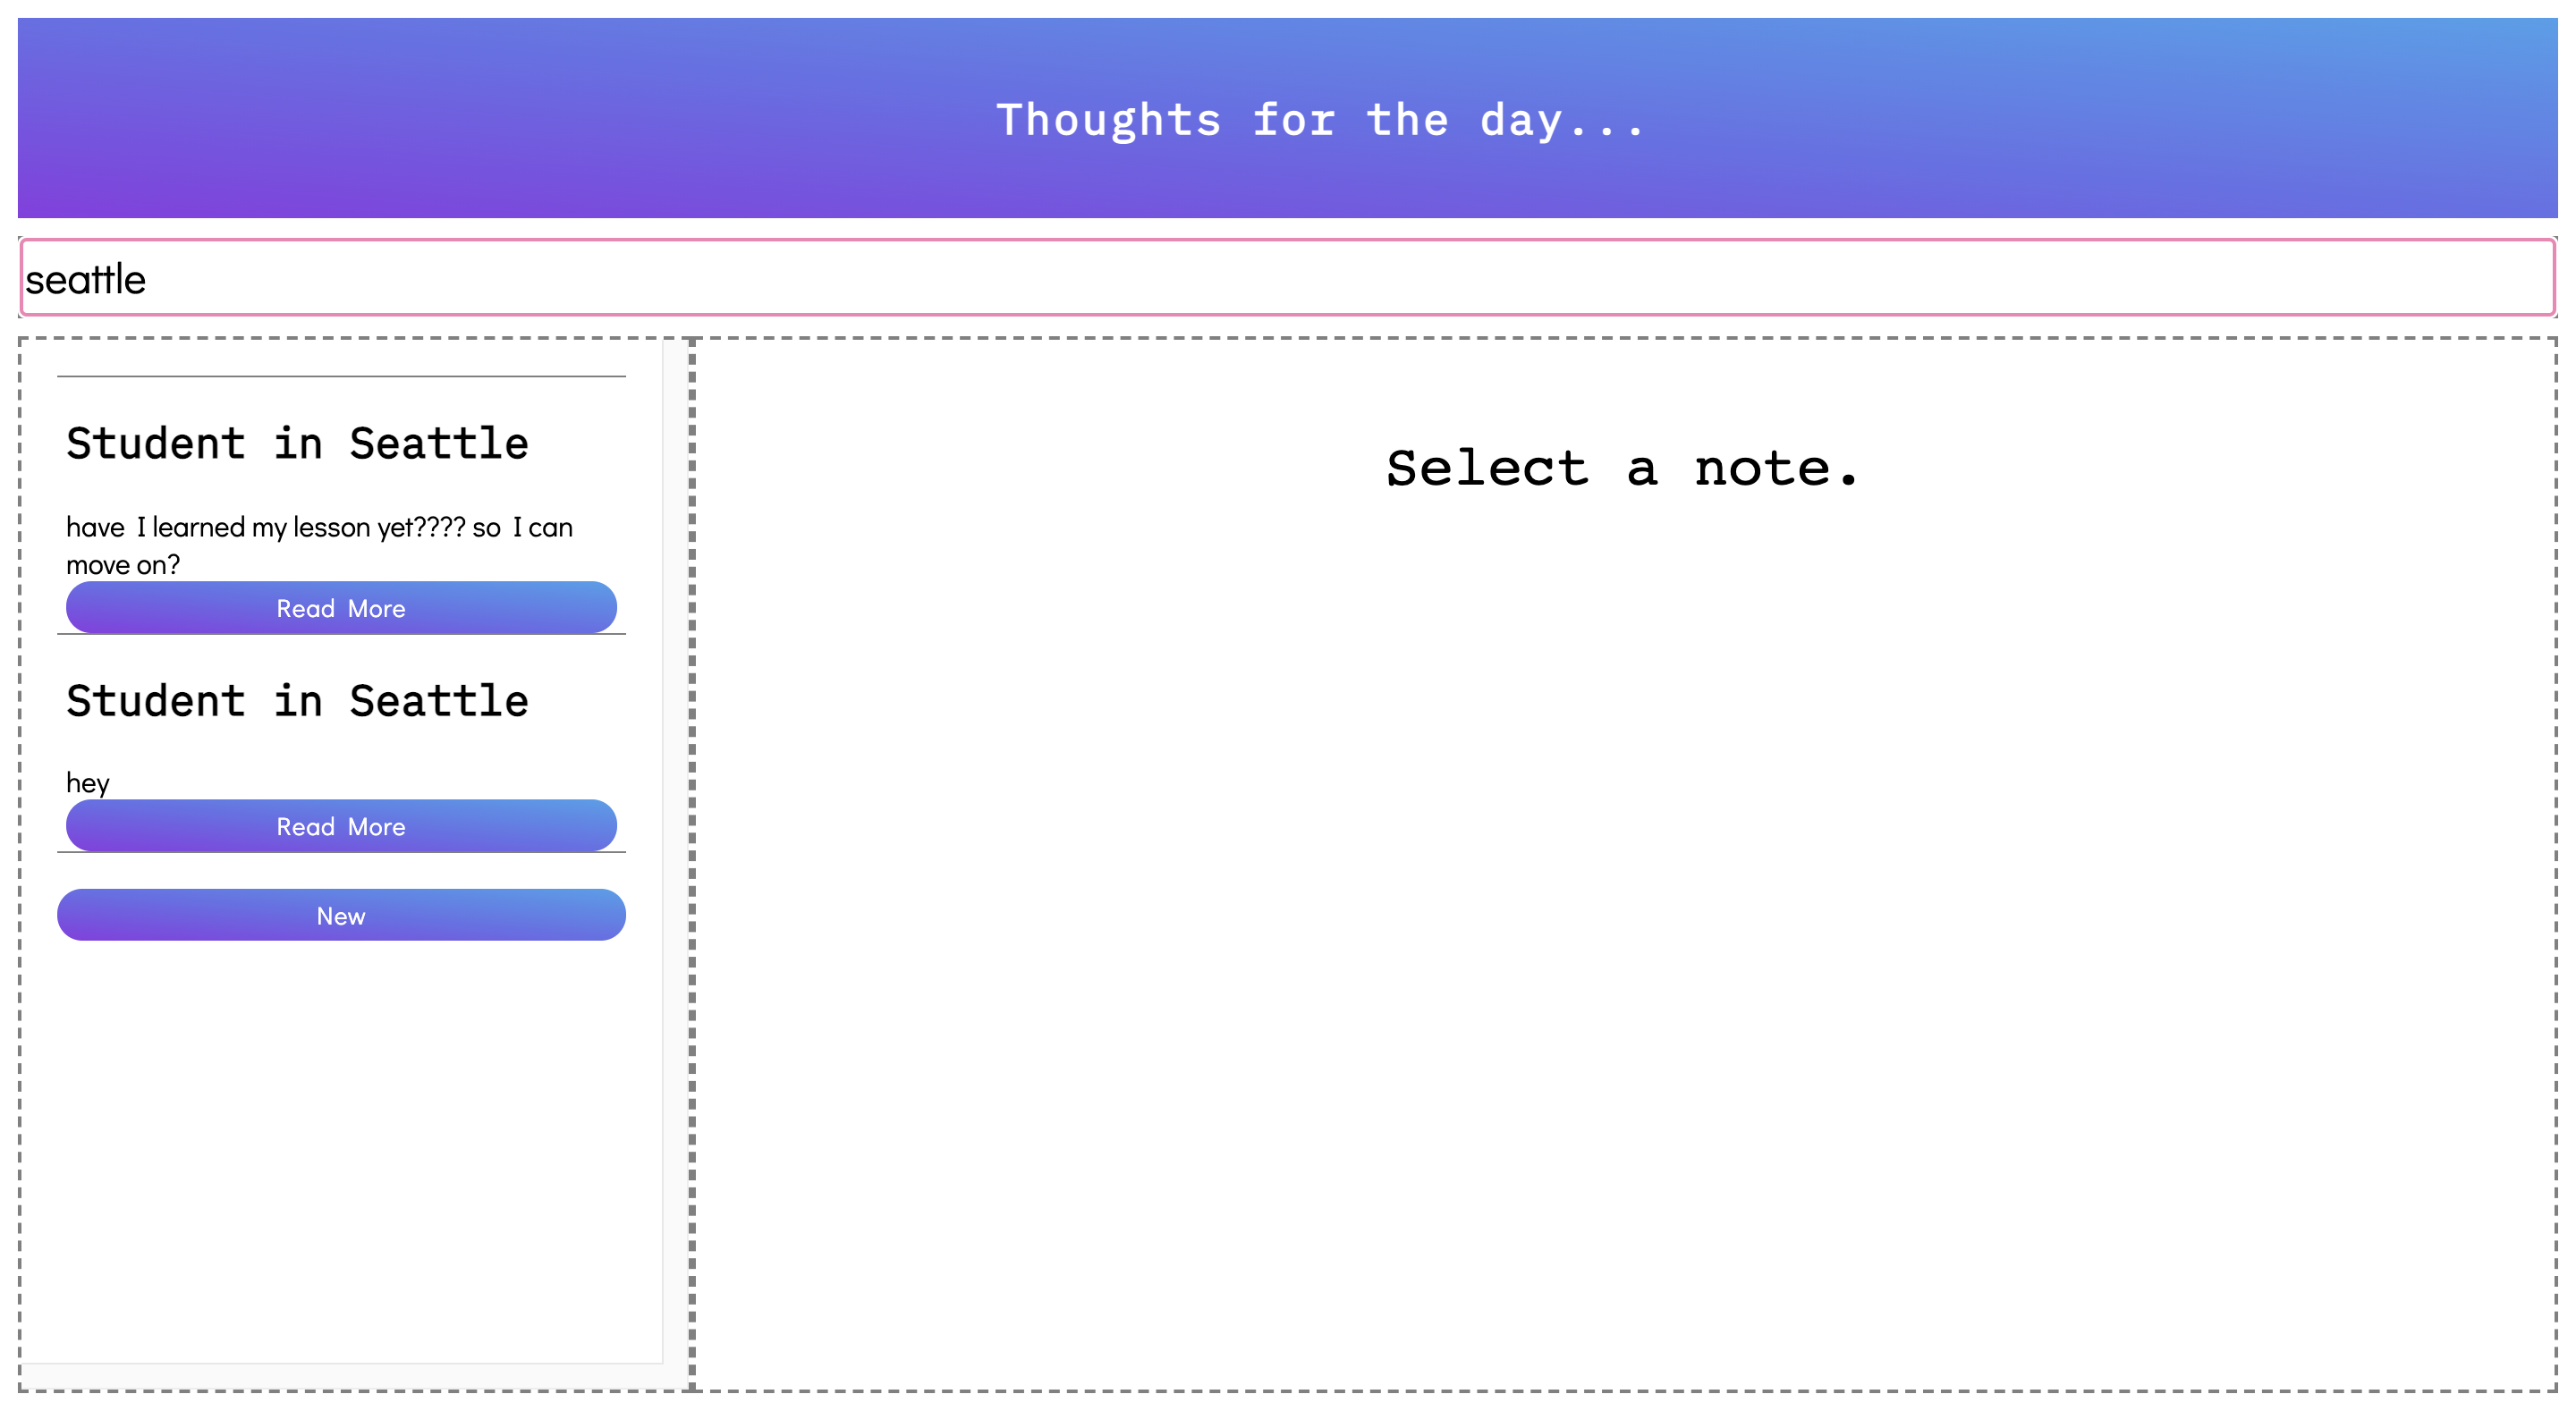 Thoughts for the day...
seattle
Student in Seattle
have I learned my lesson yet???? so I can
move on?
Read More
Student in Seattle
hey
Read More
New
Select a note.